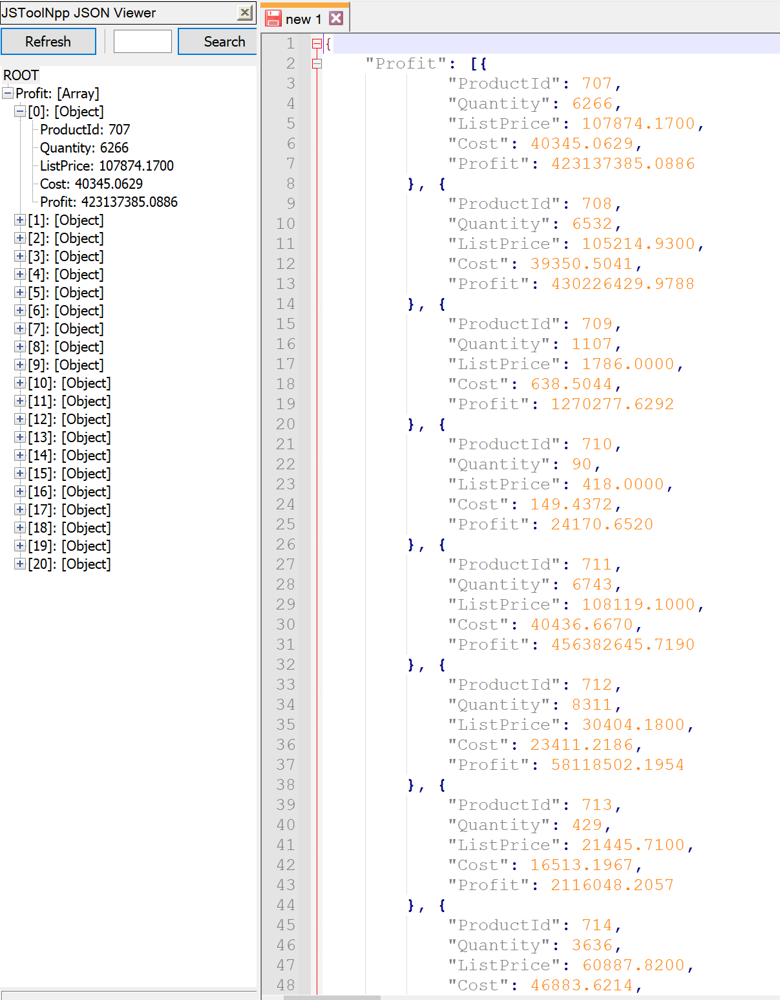 JSToolNpp JSON Viewer
Refresh
Search
ROOT
Profit: [Array]
[0]: [Object]
ProductId: 707
Quantity: 6266
ListPrice: 107874.1700
Cost: 40345.0629
Profit: 423137385.0886
[1]: [Object]
[2]: [Object]
[3]: [Object]
[4]: [Object]
[5]: [Object]
[6]: [Object]
[7]: [Object]
[8]: [Object]
[9]: [Object]
[10]: [Object]
[11]: [Object]
[12]: [Object]
[13]: [Object]
[14]: [Object]
[15]: [Object]
[16]: [Object]
[17]: [Object]
[18]: [Object]
[19]: [Object]
[20]: [Object]
new 1
1 {
2 "Profit": [{
3 "ProductId": 707,
4 "Quantity": 6266,
5 "ListPrice": 107874.1700,
6 "Cost": 40345.0629,
7 "Profit": 423137385.0886
8 }, {
9 "ProductId": 708,
10 "Quantity": 6532,
11 "ListPrice": 105214.9300,
12 "Cost": 39350.5041,
13 "Profit": 430226429.9788
14 }, {
15 "ProductId": 709,
16 "Quantity": 1107,
17 "ListPrice": 1786.0000,
18 "Cost": 638.5044,
19 "Profit": 1270277.6292
20 }, {
21 "ProductId": 710,
22 "Quantity": 90,
23 "ListPrice": 418.0000,
24 "Cost": 149.4372,
25 "Profit": 24170.6520
26 }, {
27 "ProductId": 711,
28 "Quantity": 6743,
29 "ListPrice": 108119.1000,
30 "Cost": 40436.6670,
31 "Profit": 456382645.7190
32 }, {
33 "ProductId": 712,
34 "Quantity": 8311,
35 "ListPrice": 30404.1800,
36 "Cost": 23411.2186,
37 "Profit": 58118502.1954
38 }, {
39 "ProductId": 713,
40 "Quantity": 429,
41 "ListPrice": 21445.7100,
42 "Cost": 16513.1967,
43 "Profit": 2116048.2057
44 }, {
45 "ProductId": 714,
46 "Quantity": 3636,
47 "ListPrice": 60887.8200,
48 "Cost": 46883.6214,